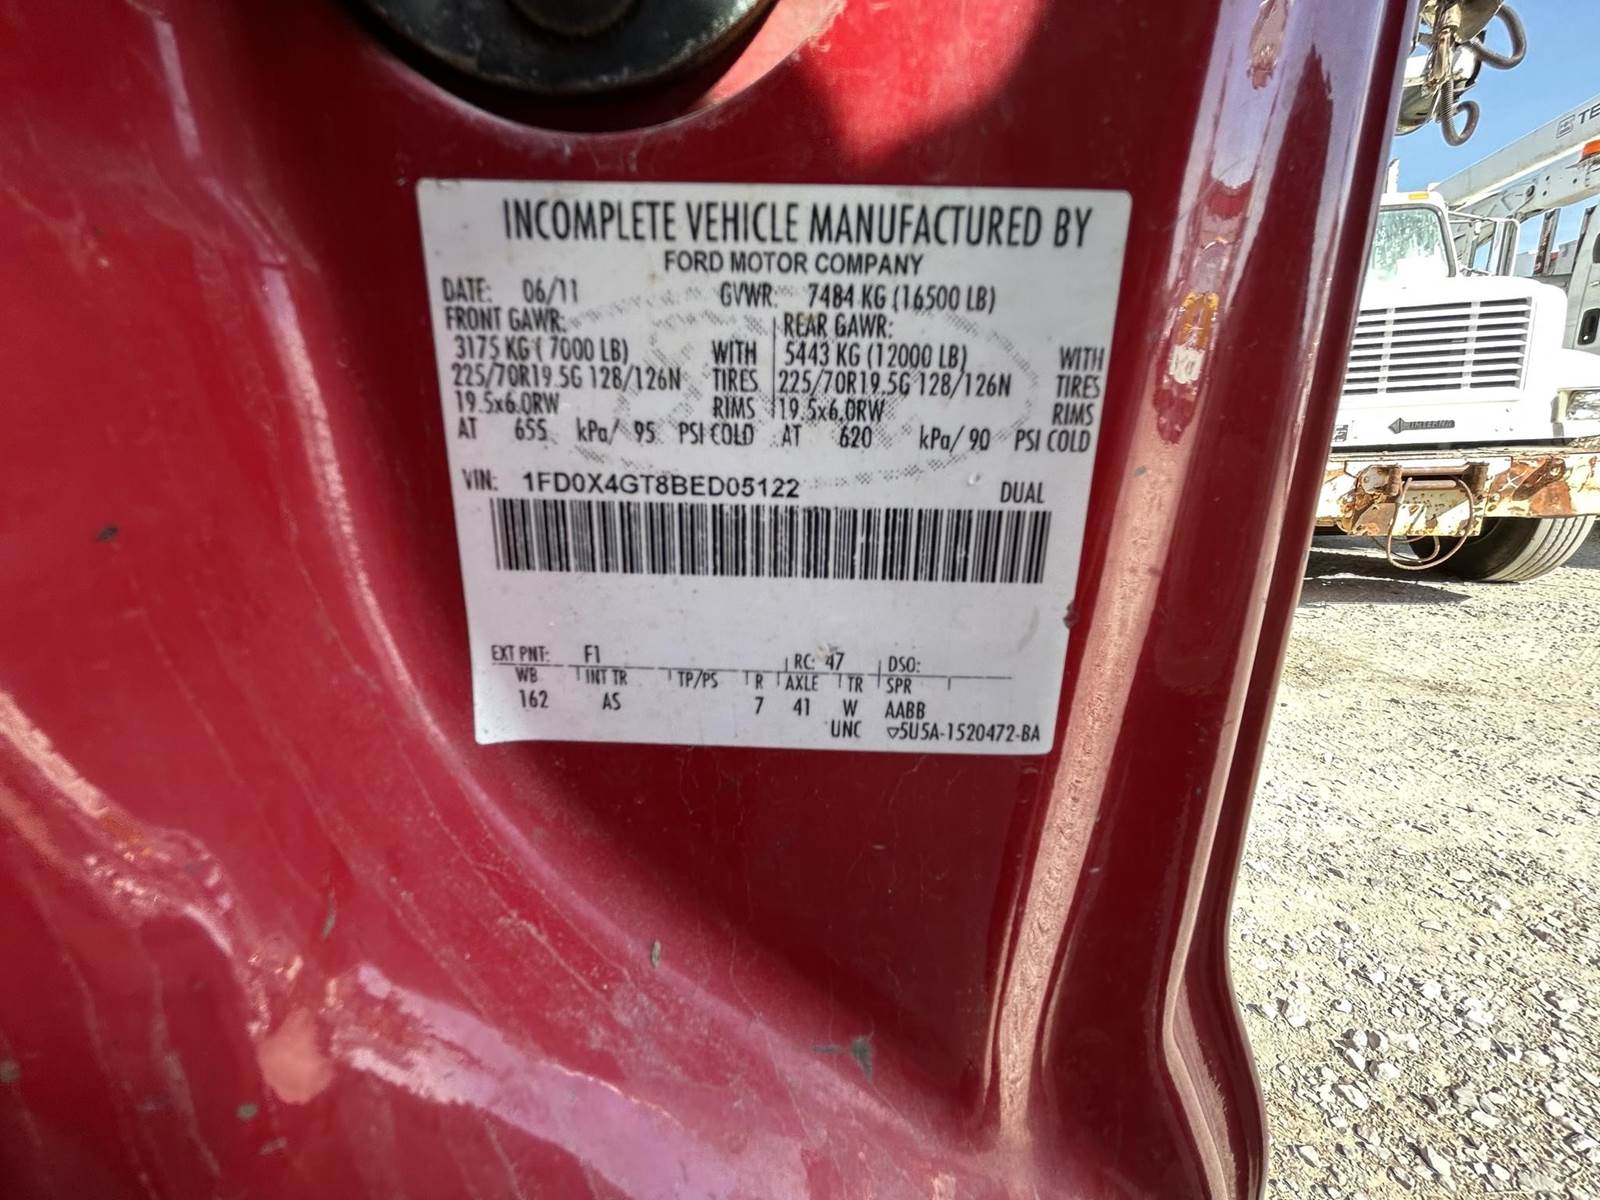 INCOMPLETE VEHICLE MANUFACTURED BY
FORD MOTOR COMPANY
DATE: 06/11 GVWR: 7484 KG (16500 LB)
FRONT GAWR: REAR GAWR:
3175 KG ( 7000 LB) WITH 5443 KG (12000 LB) WITH
225/70R19.5G 128/126N TIRES 225/70R19.5G 128/126N TIRES
19.5x6.0RW RIMS 19.5x6.0RW RIMS
AT 655 kPa/ 95 PSI COLD AT 620 kPa/ 90 PSI COLD
VIN: 1FD0X4GT8BED05122 DUAL
EXT PNT: F1 RC: 47 DSO:
WB INT TR TP/PS R AXLE TR SPR
162 AS 7 41 W AABB
UNC ▽5U5A-1520472-BA
TE
INTERNA